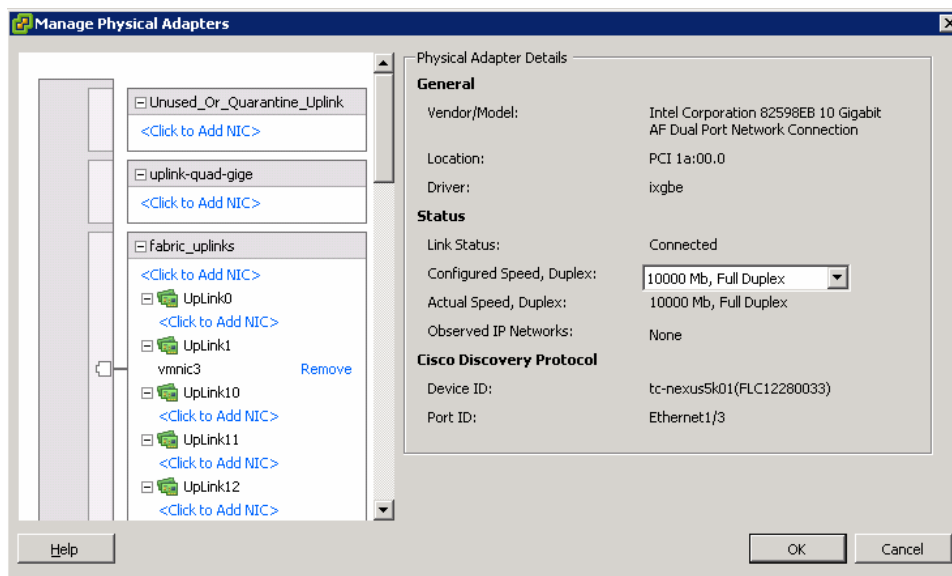 Manage Physical Adapters
Unused_Or_Quarantine_Uplink
<Click to Add NIC>
uplink-quad-gige
<Click to Add NIC>
fabric_uplinks
<Click to Add NIC>
UpLink0
<Click to Add NIC>
UpLink1
vmnic3 Remove
UpLink10
<Click to Add NIC>
UpLink11
<Click to Add NIC>
UpLink12
<Click to Add NIC>
Physical Adapter Details
General
Vendor/Model: Intel Corporation 82598EB 10 Gigabit
AF Dual Port Network Connection
Location: PCI 1a:00.0
Driver: ixgbe
Status
Link Status: Connected
Configured Speed, Duplex: 10000 Mb, Full Duplex
Actual Speed, Duplex: 10000 Mb, Full Duplex
Observed IP Networks: None
Cisco Discovery Protocol
Device ID: tc-nexus5k01(FLC12280033)
Port ID: Ethernet1/3
Help OK Cancel